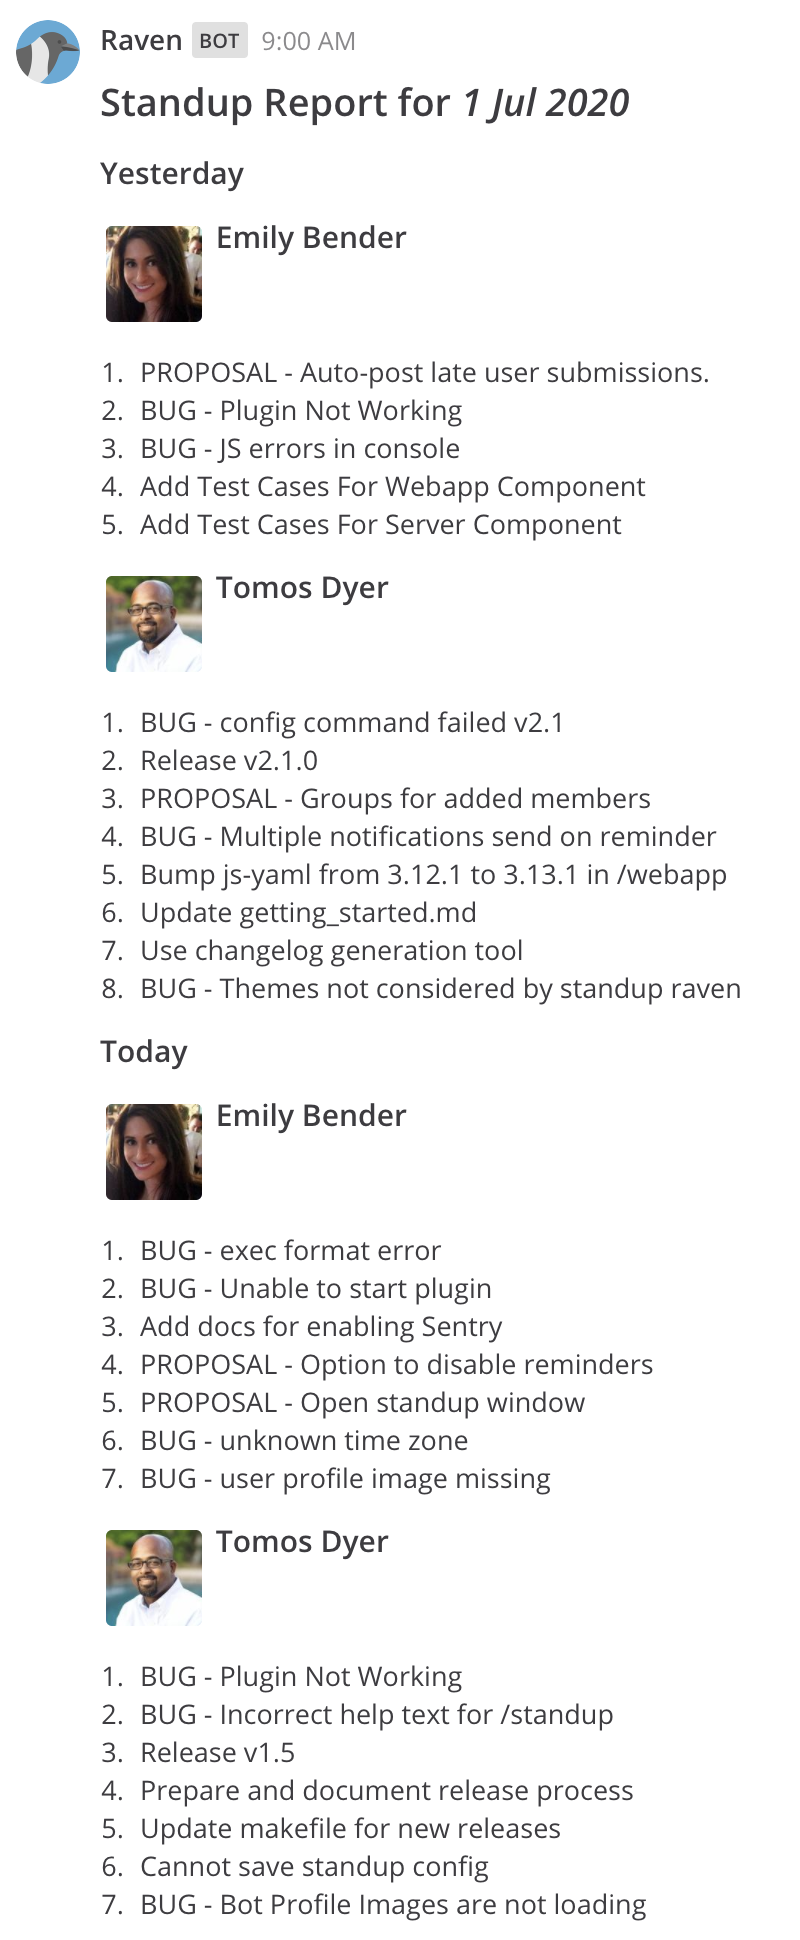 Raven BOT 9:00 AM
Standup Report for 1 Jul 2020
Yesterday
Emily Bender
1. PROPOSAL - Auto-post late user submissions.
2. BUG - Plugin Not Working
3. BUG - JS errors in console
4. Add Test Cases For Webapp Component
5. Add Test Cases For Server Component
Tomos Dyer
1. BUG - config command failed v2.1
2. Release v2.1.0
3. PROPOSAL - Groups for added members
4. BUG - Multiple notifications send on reminder
5. Bump js-yaml from 3.12.1 to 3.13.1 in /webapp
6. Update getting_started.md
7. Use changelog generation tool
8. BUG - Themes not considered by standup raven
Today
Emily Bender
1. BUG - exec format error
2. BUG - Unable to start plugin
3. Add docs for enabling Sentry
4. PROPOSAL - Option to disable reminders
5. PROPOSAL - Open standup window
6. BUG - unknown time zone
7. BUG - user profile image missing
Tomos Dyer
1. BUG - Plugin Not Working
2. BUG - Incorrect help text for /standup
3. Release v1.5
4. Prepare and document release process
5. Update makefile for new releases
6. Cannot save standup config
7. BUG - Bot Profile Images are not loading